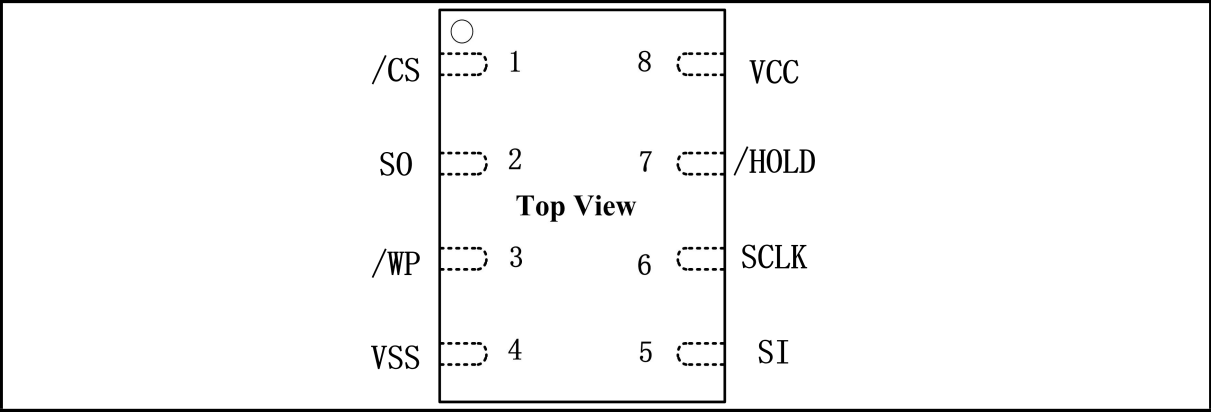 /CS 1 8 VCC
SO 2 7 /HOLD
Top View
/WP 3 6 SCLK
VSS 4 5 SI